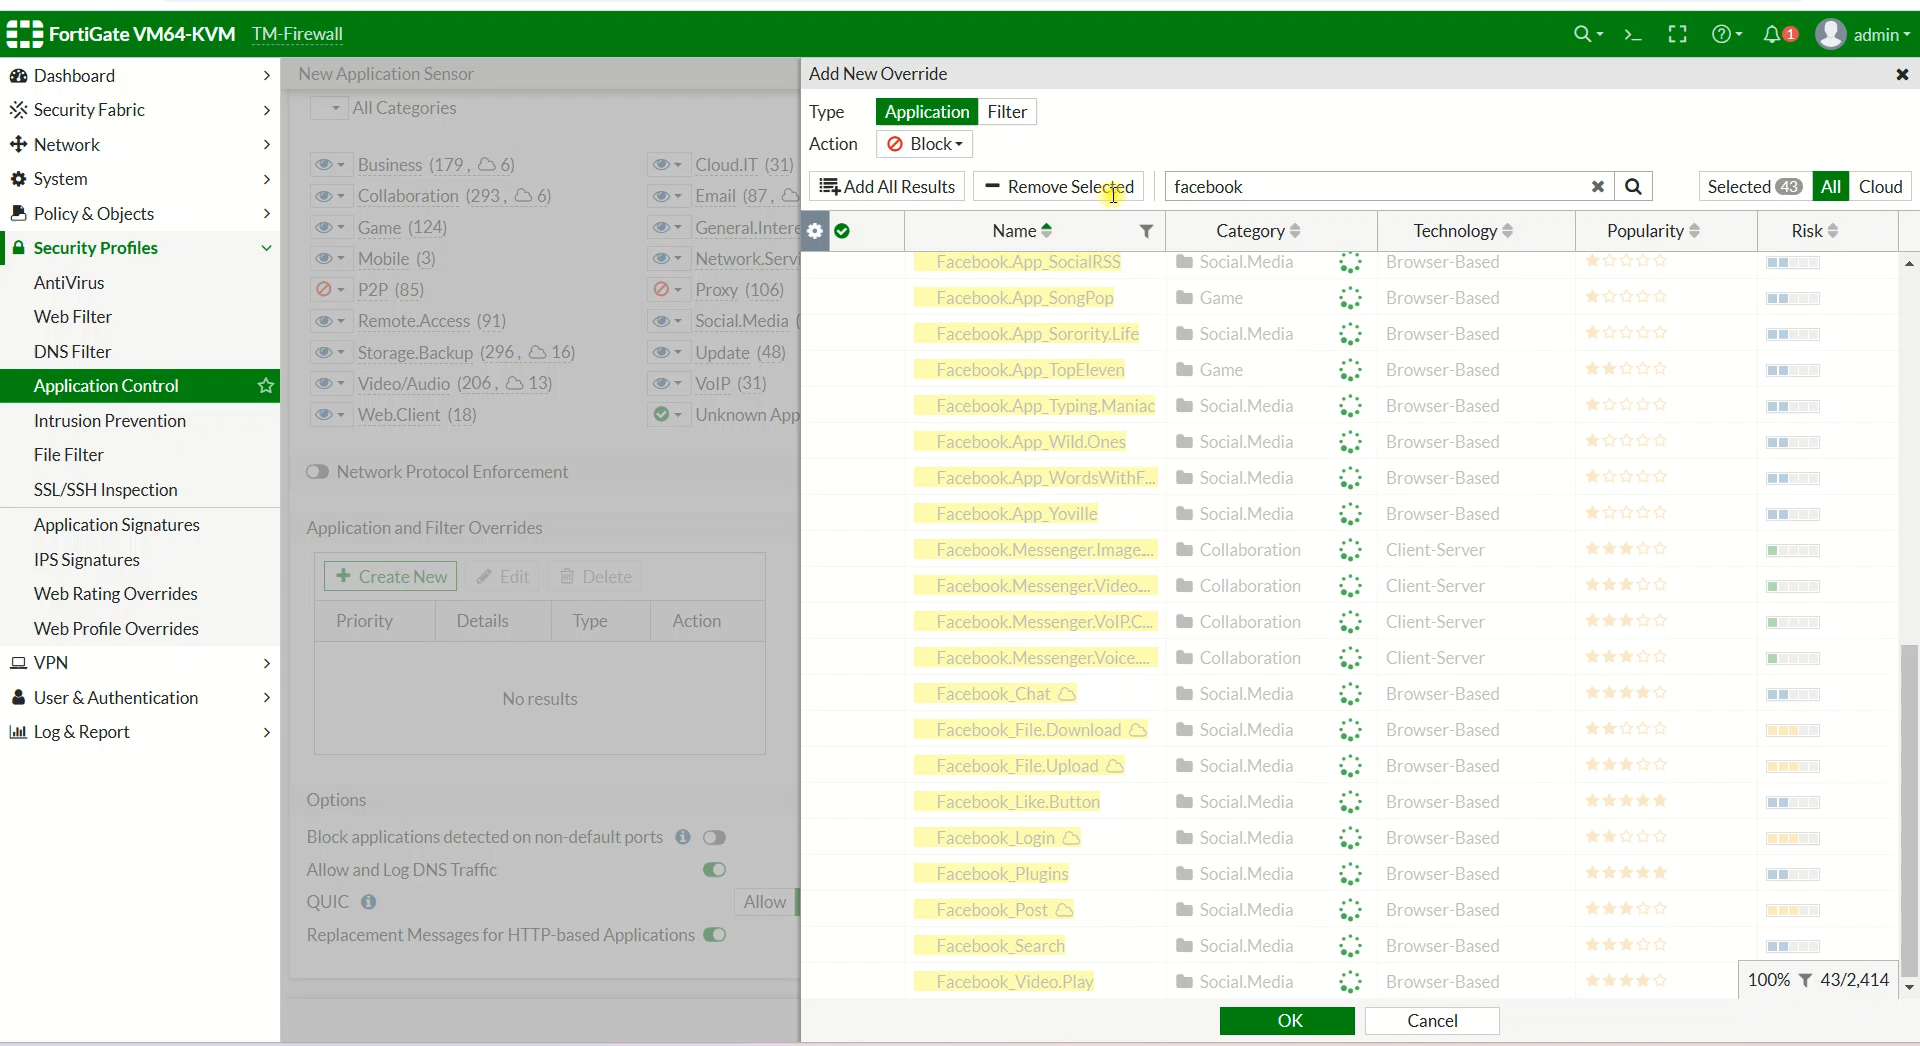 FortiGate VM64-KVM TM-Firewall
1 admin
Dashboard
Security Fabric
Network
System
Policy & Objects
Security Profiles
AntiVirus
Web Filter
DNS Filter
Application Control
Intrusion Prevention
File Filter
SSL/SSH Inspection
Application Signatures
IPS Signatures
Web Rating Overrides
Web Profile Overrides
VPN
User & Authentication
Log & Report
New Application Sensor
All Categories
Business (179, 6) Cloud.IT (31)
Collaboration (293, 6) Email (87,
Game (124) General.Intere
Mobile (3) Network.Servi
P2P (85) Proxy (106)
Remote.Access (91) Social.Media (
Storage.Backup (296, 16) Update (48)
Video/Audio (206, 13) VoIP (31)
Web.Client (18) Unknown App
Network Protocol Enforcement
Application and Filter Overrides
Create New Edit Delete
Priority Details Type Action
No results
Options
Block applications detected on non-default ports
Allow and Log DNS Traffic
QUIC Allow
Replacement Messages for HTTP-based Applications
Add New Override
Type Application Filter
Action Block
Add All Results Remove Selected facebook Selected 43 All Cloud
Name Category Technology Popularity Risk
Facebook.App_SocialRSS Social.Media Browser-Based
Facebook.App_SongPop Game Browser-Based
Facebook.App_Sorority.Life Social.Media Browser-Based
Facebook.App_TopEleven Game Browser-Based
Facebook.App_Typing.Maniac Social.Media Browser-Based
Facebook.App_Wild.Ones Social.Media Browser-Based
Facebook.App_WordsWithF... Social.Media Browser-Based
Facebook.App_Yoville Social.Media Browser-Based
Facebook.Messenger.Image... Collaboration Client-Server
Facebook.Messenger.Video... Collaboration Client-Server
Facebook.Messenger.VoIP.C... Collaboration Client-Server
Facebook.Messenger.Voice.... Collaboration Client-Server
Facebook_Chat Social.Media Browser-Based
Facebook_File.Download Social.Media Browser-Based
Facebook_File.Upload Social.Media Browser-Based
Facebook_Like.Button Social.Media Browser-Based
Facebook_Login Social.Media Browser-Based
Facebook_Plugins Social.Media Browser-Based
Facebook_Post Social.Media Browser-Based
Facebook_Search Social.Media Browser-Based
Facebook_Video.Play Social.Media Browser-Based
100% 43/2,414
OK Cancel